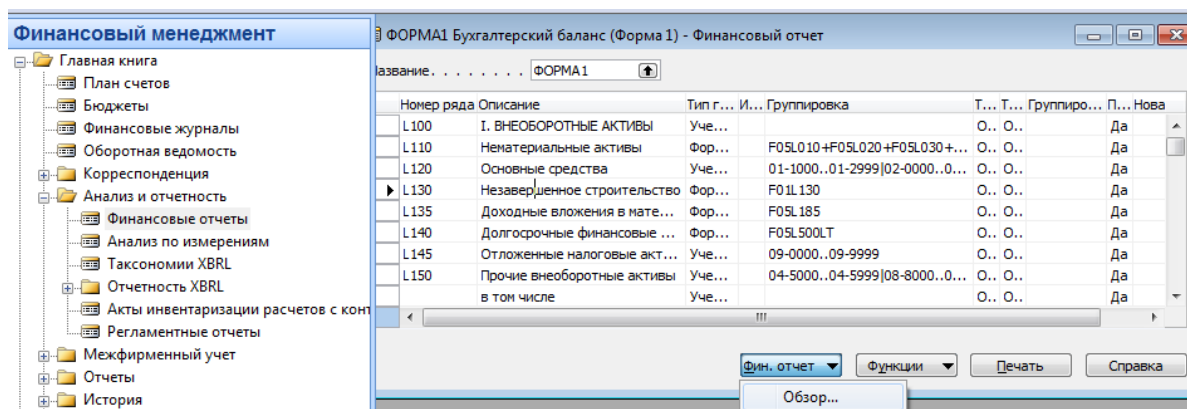 Финансовый менеджмент
Главная книга
План счетов
Бюджеты
Финансовые журналы
Оборотная ведомость
Корреспонденция
Анализ и отчетность
Финансовые отчеты
Анализ по измерениям
Таксономии XBRL
Отчетность XBRL
Акты инвентаризации расчетов с конт
Регламентные отчеты
Межфирменный учет
Отчеты
История
ФОРМА1 Бухгалтерский баланс (Форма 1) - Финансовый отчет
Название. . . . . . . . ФОРМА1
Номер ряда Описание Тип г... И... Группировка Т... Т... Группиро... П... Нова
L100 I. ВНЕОБОРОТНЫЕ АКТИВЫ Уче... О.. О.. Да
L110 Нематериальные активы Фор... F05L010+F05L020+F05L030+... О.. О.. Да
L120 Основные средства Уче... 01-1000..01-2999|02-0000..0... О.. О.. Да
L130 Незавершенное строительство Фор... F01L130 О.. О.. Да
L135 Доходные вложения в мате... Фор... F05L185 О.. О.. Да
L140 Долгосрочные финансовые ... Фор... F05L500LT О.. О.. Да
L145 Отложенные налоговые акт... Уче... 09-0000..09-9999 О.. О.. Да
L150 Прочие внеоборотные активы Уче... 04-5000..04-5999|08-8000..0... О.. О.. Да
в том числе Уче... О.. О.. Да
Фин. отчет Функции Печать Справка
Обзор...